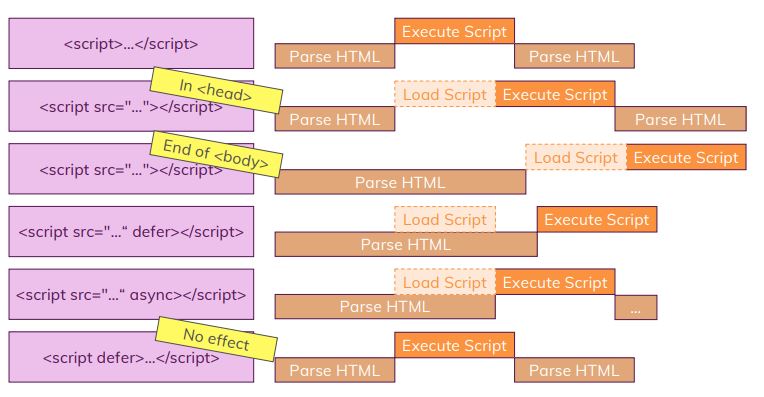 <script>...</script>
Execute Script
Parse HTML
Parse HTML
In <head>
<script src="..."></script>
Load Script
Execute Script
Parse HTML
Parse HTML
End of <body>
<script src="..."></script>
Load Script
Execute Script
Parse HTML
<script src="...“ defer></script>
Load Script
Execute Script
Parse HTML
<script src="...“ async></script>
Load Script
Execute Script
Parse HTML
...
No effect
<script defer>...</script>
Execute Script
Parse HTML
Parse HTML